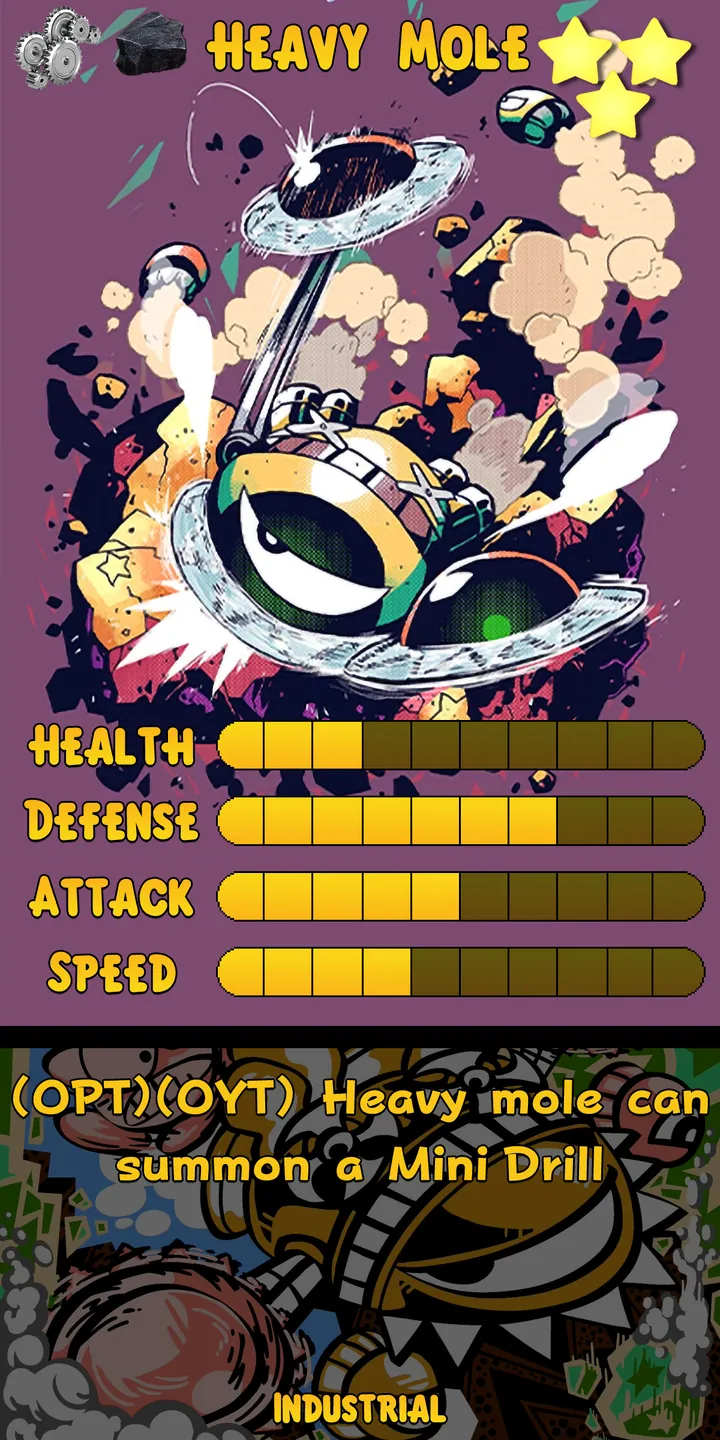 Heavy Mole
Health
Defense
Attack
Speed
(OPT)(OYT) Heavy mole can
summon a Mini Drill
Industrial